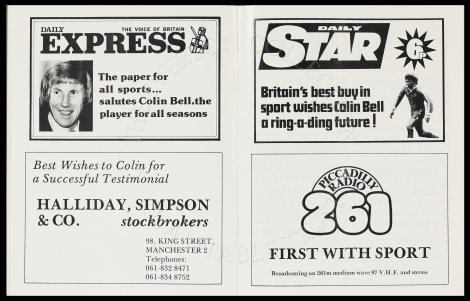 DAILY THE VOICE OF BRITAIN
EXPRESS
The paper for
all sports...
salutes Colin Bell, the
player for all seasons
Best Wishes to Colin for
a Successful Testimonial
HALLIDAY, SIMPSON
& CO. stockbrokers
98, KING STREET,
MANCHESTER 2
Telephones:
061-832 8471
061-834 8752
DAILY
STAR
6p
Britain's best buy in
sport wishes Colin Bell
a ring-a-ding future!
PICCADILLY
RADIO
261
FIRST WITH SPORT
Broadcasting on 261m medium wave 97 V.H.F. and stereo